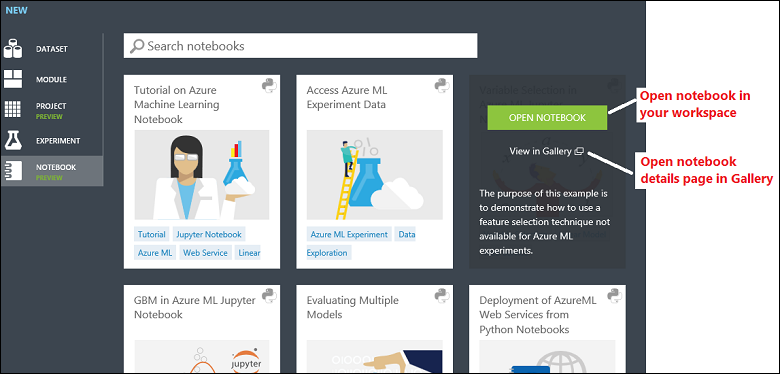 NEW
DATASET
MODULE
PROJECT
PREVIEW
EXPERIMENT
NOTEBOOK
PREVIEW
Search notebooks
Tutorial on Azure
Machine Learning
Notebook
Tutorial Jupyter Notebook
Azure ML Web Service Linear
Access Azure ML
Experiment Data
Azure ML Experiment Data
Exploration
Variable Selection in
OPEN NOTEBOOK
View in Gallery
The purpose of this example is
to demonstrate how to use a
feature selection technique not
available for Azure ML
experiments.
Open notebook in
your workspace
Open notebook
details page in Gallery
GBM in Azure ML Jupyter
Notebook
jupyter
Evaluating Multiple
Models
Deployment of AzureML
Web Services from
Python Notebooks